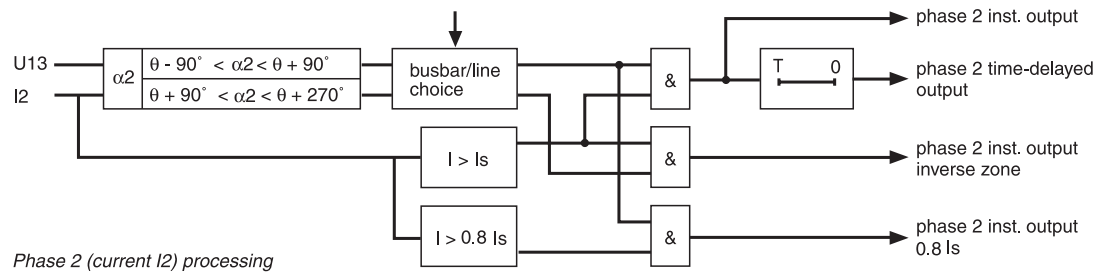 phase 2 inst. output
U13
I2
α2
θ - 90° < α2 < θ + 90°
θ + 90° < α2 < θ + 270°
busbar/line
choice
&
T 0
phase 2 time-delayed
output
I > Is
&
phase 2 inst. output
inverse zone
I > 0.8 Is
&
phase 2 inst. output
0.8 Is
Phase 2 (current I2) processing